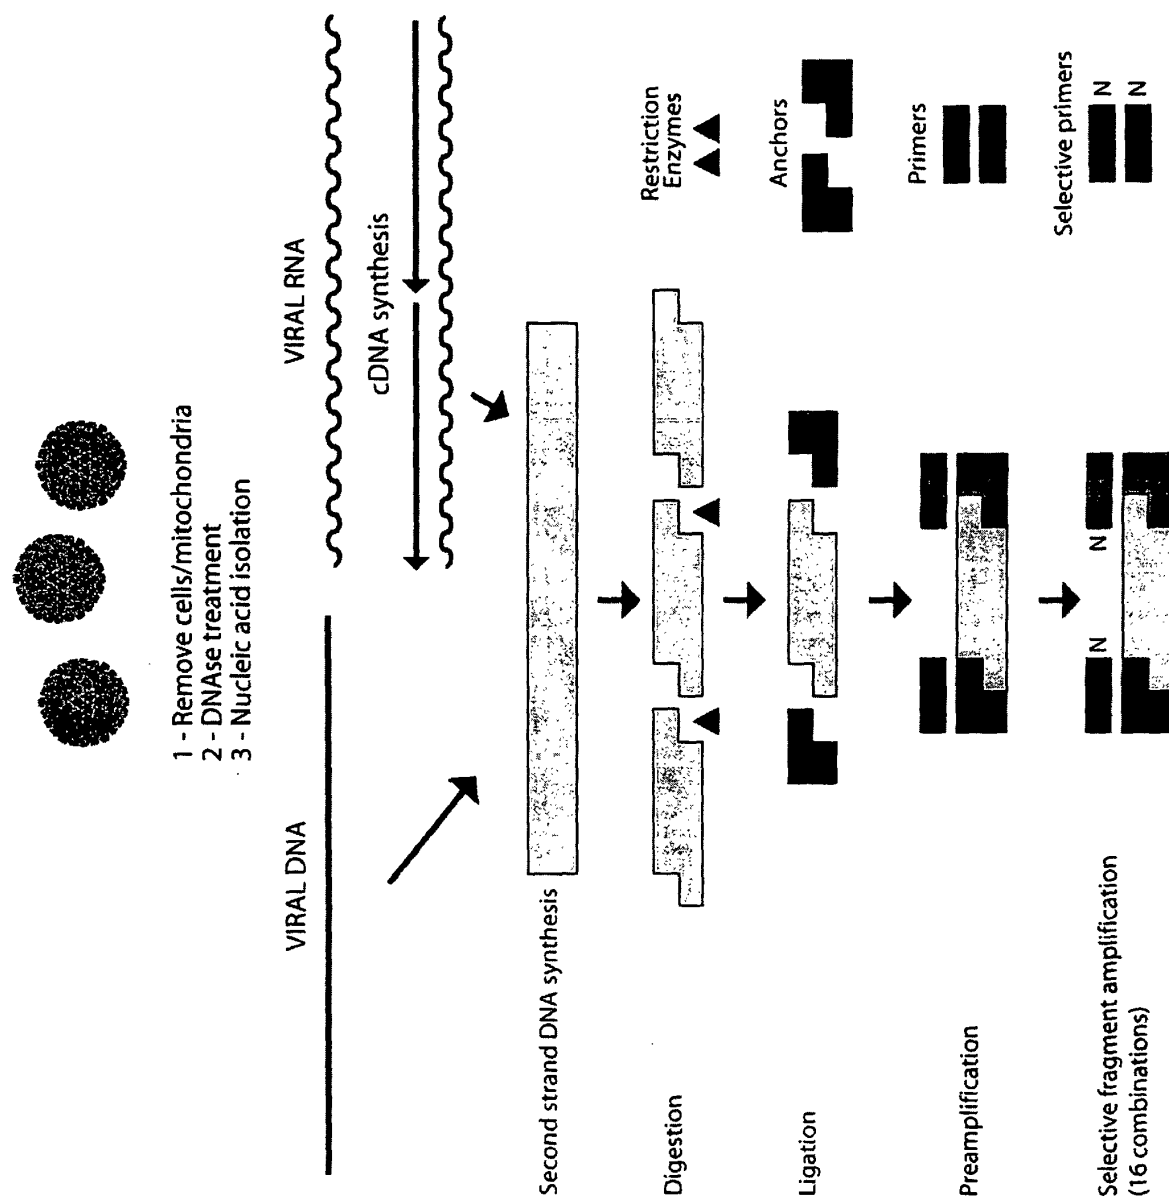 1 - Remove cells/mitochondria
2 - DNAse treatment
3 - Nucleic acid isolation
VIRAL DNA
VIRAL RNA
cDNA synthesis
Second strand DNA synthesis
Digestion
Restriction
Enzymes
Ligation
Anchors
Preamplification
Primers
Selective fragment amplification
(16 combinations)
Selective primers
N
N
N
N